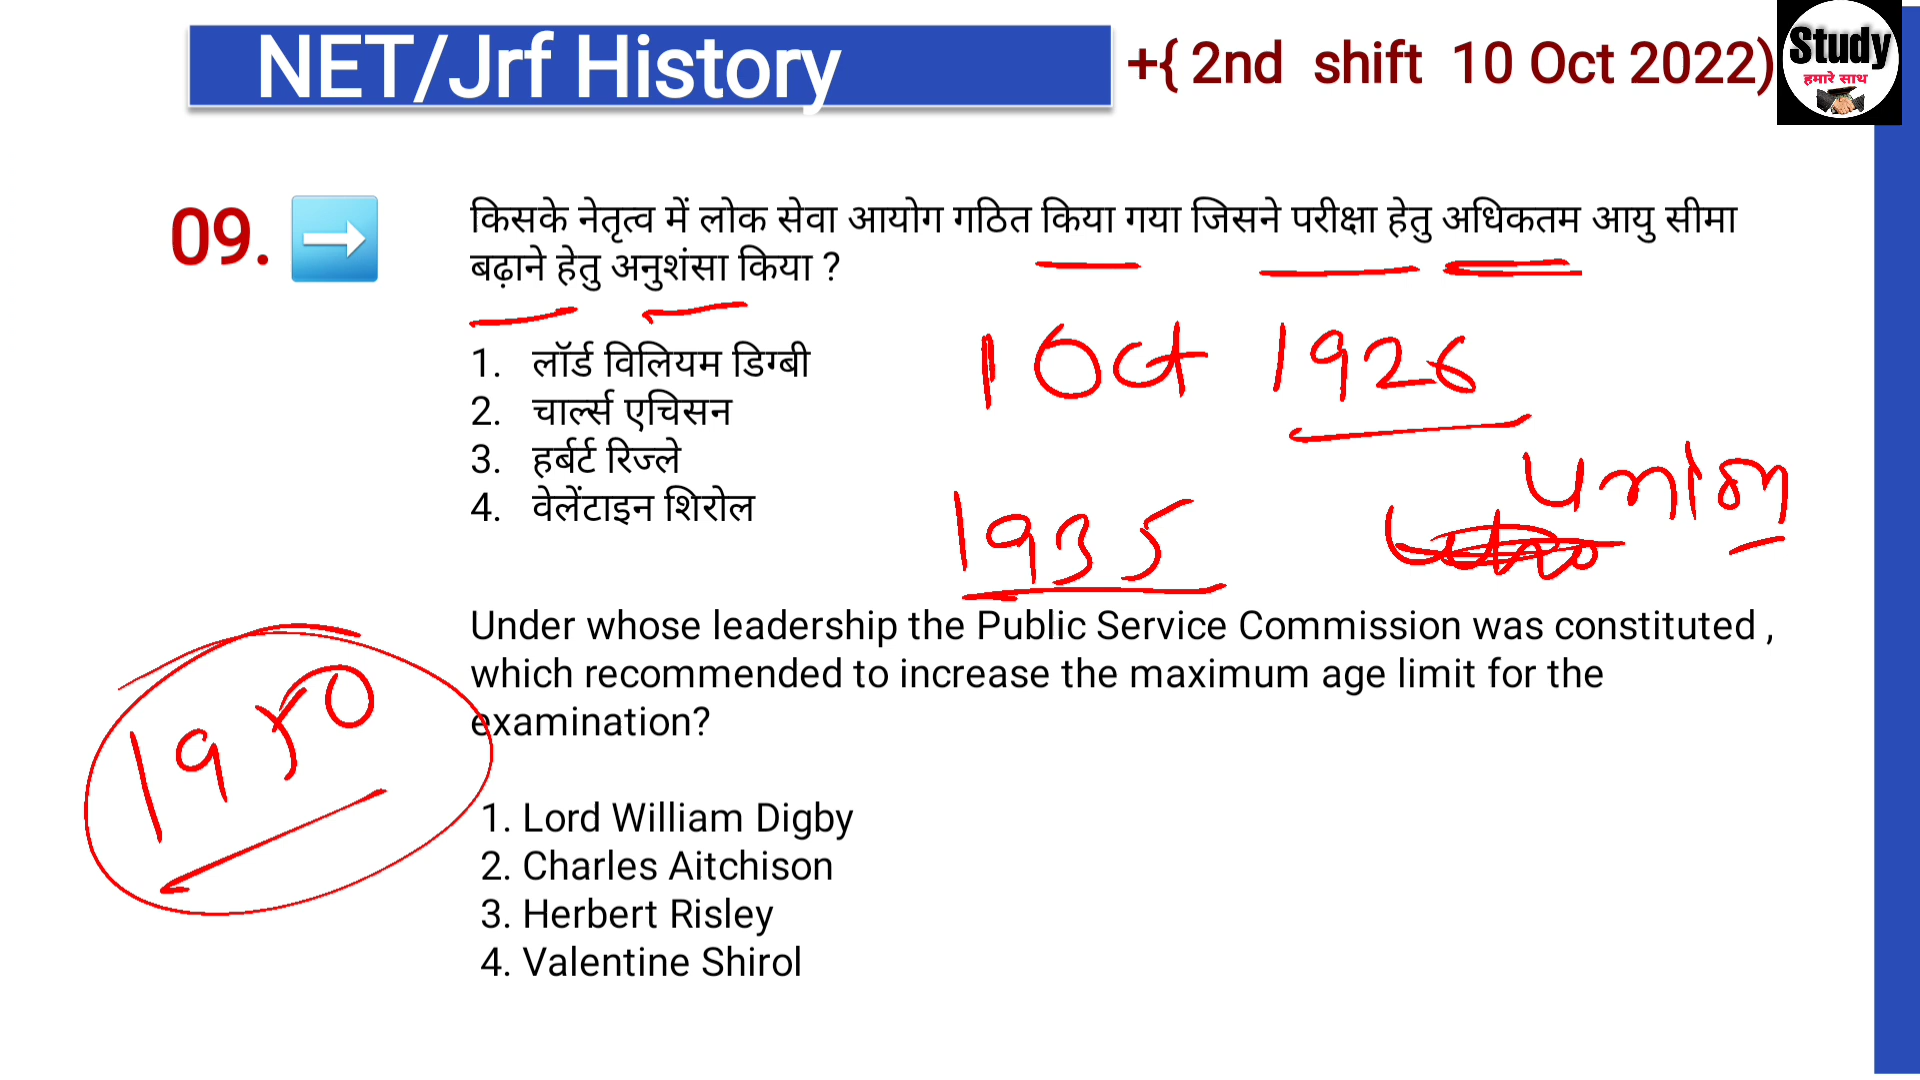 NET/Jrf History
+{ 2nd shift 10 Oct 2022)
Study
हमारे साथ
09.
किसके नेतृत्व में लोक सेवा आयोग गठित किया गया जिसने परीक्षा हेतु अधिकतम आयु सीमा
बढ़ाने हेतु अनुशंसा किया ?
1. लॉर्ड विलियम डिग्बी
2. चार्ल्स एचिसन
3. हर्बर्ट रिज्ले
4. वेलेंटाइन शिरोल
1 Oct 1926
union
1935
Under whose leadership the Public Service Commission was constituted ,
which recommended to increase the maximum age limit for the
examination?
1950
1. Lord William Digby
2. Charles Aitchison
3. Herbert Risley
4. Valentine Shirol